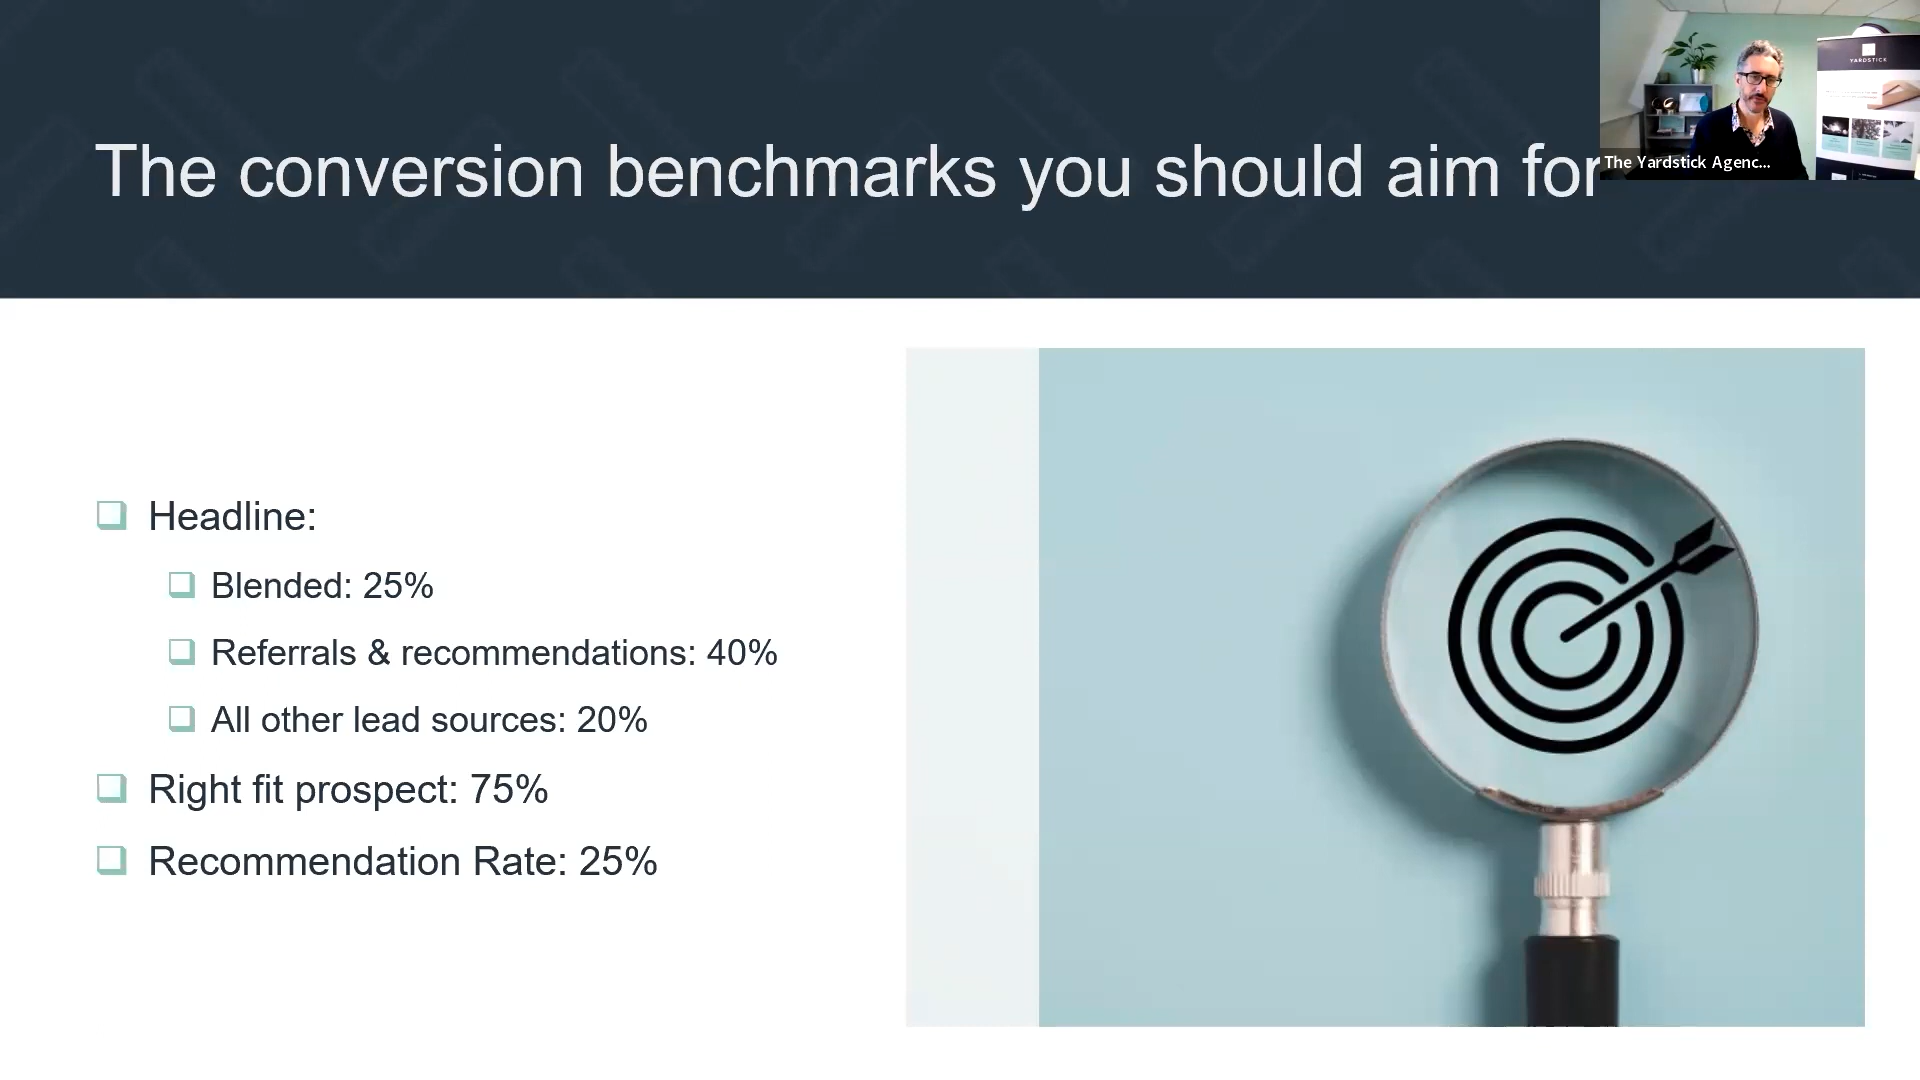 The conversion benchmarks you should aim for
YARDSTICK
The Yardstick Agenc...
Headline:
Blended: 25%
Referrals & recommendations: 40%
All other lead sources: 20%
Right fit prospect: 75%
Recommendation Rate: 25%